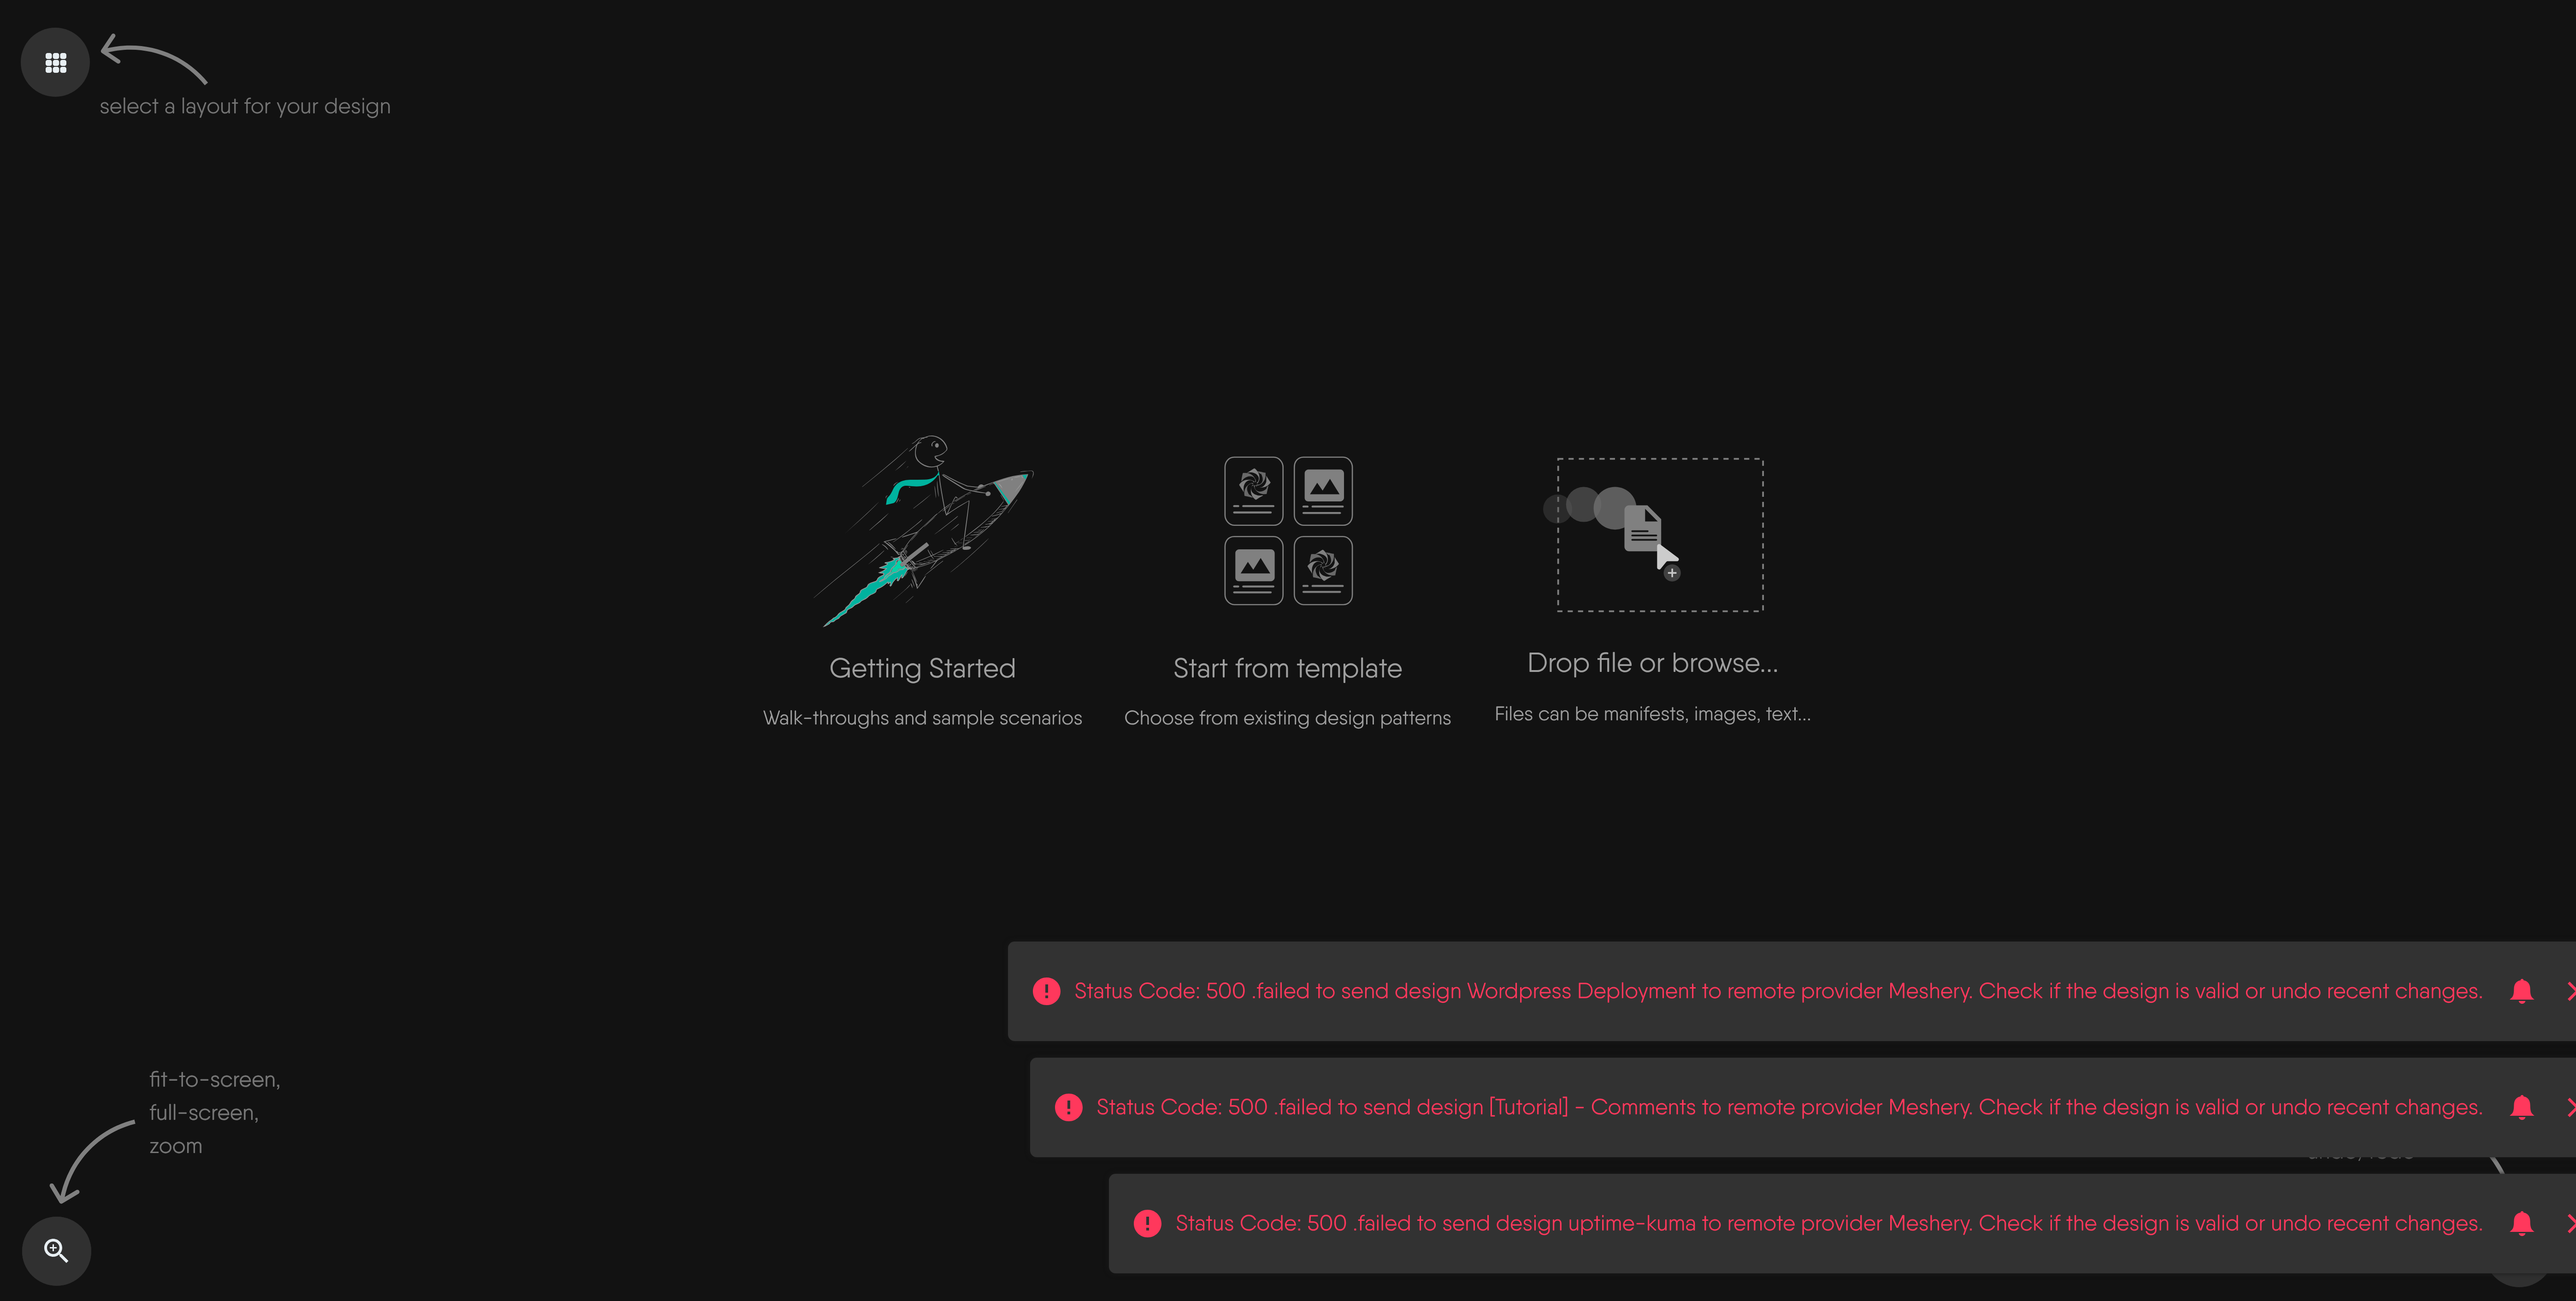 select a layout for your design
Getting Started
Start from template
Drop file or browse...
Walk-throughs and sample scenarios
Choose from existing design patterns
Files can be manifests, images, text...
Status Code: 500 .failed to send design Wordpress Deployment to remote provider Meshery. Check if the design is valid or undo recent changes.
Status Code: 500 .failed to send design [Tutorial] - Comments to remote provider Meshery. Check if the design is valid or undo recent changes.
Status Code: 500 .failed to send design uptime-kuma to remote provider Meshery. Check if the design is valid or undo recent changes.
fit-to-screen,
full-screen,
zoom